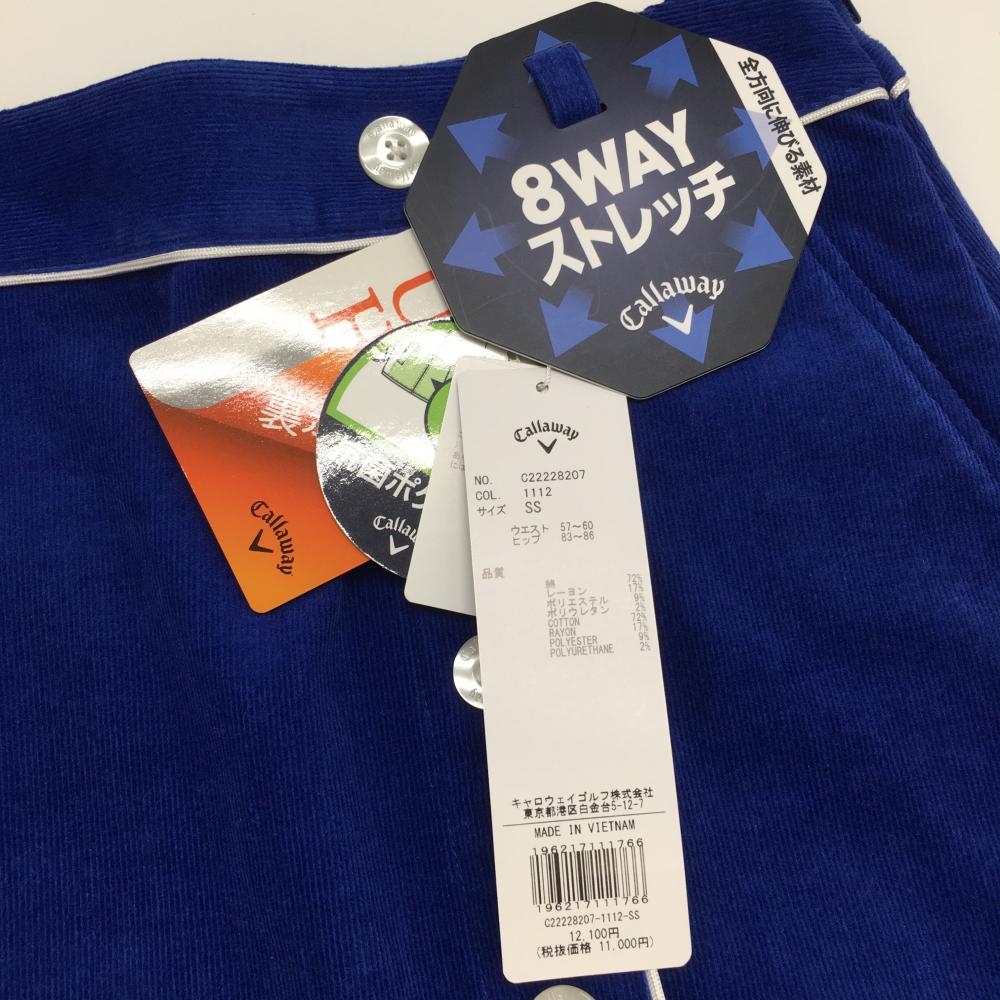 全方向に伸びる素材
8WAY
ストレッチ
Callaway
裏
Callaway
菌ポ
Callaway
Callaway
NO. C22228207
COL. 1112
サイズ SS
ウエスト 57〜60
ヒップ 83〜86
品質
綿 72%
レーヨン 17%
ポリエステル 9%
ポリウレタン 2%
COTTON 72%
RAYON 17%
POLYESTER 9%
POLYURETHANE 2%
キャロウェイゴルフ株式会社
東京都港区白金台5-12-7
MADE IN VIETNAM
196217111766
196217111766
C22228207-1112-SS
12,100円
(税抜価格 11,000円)